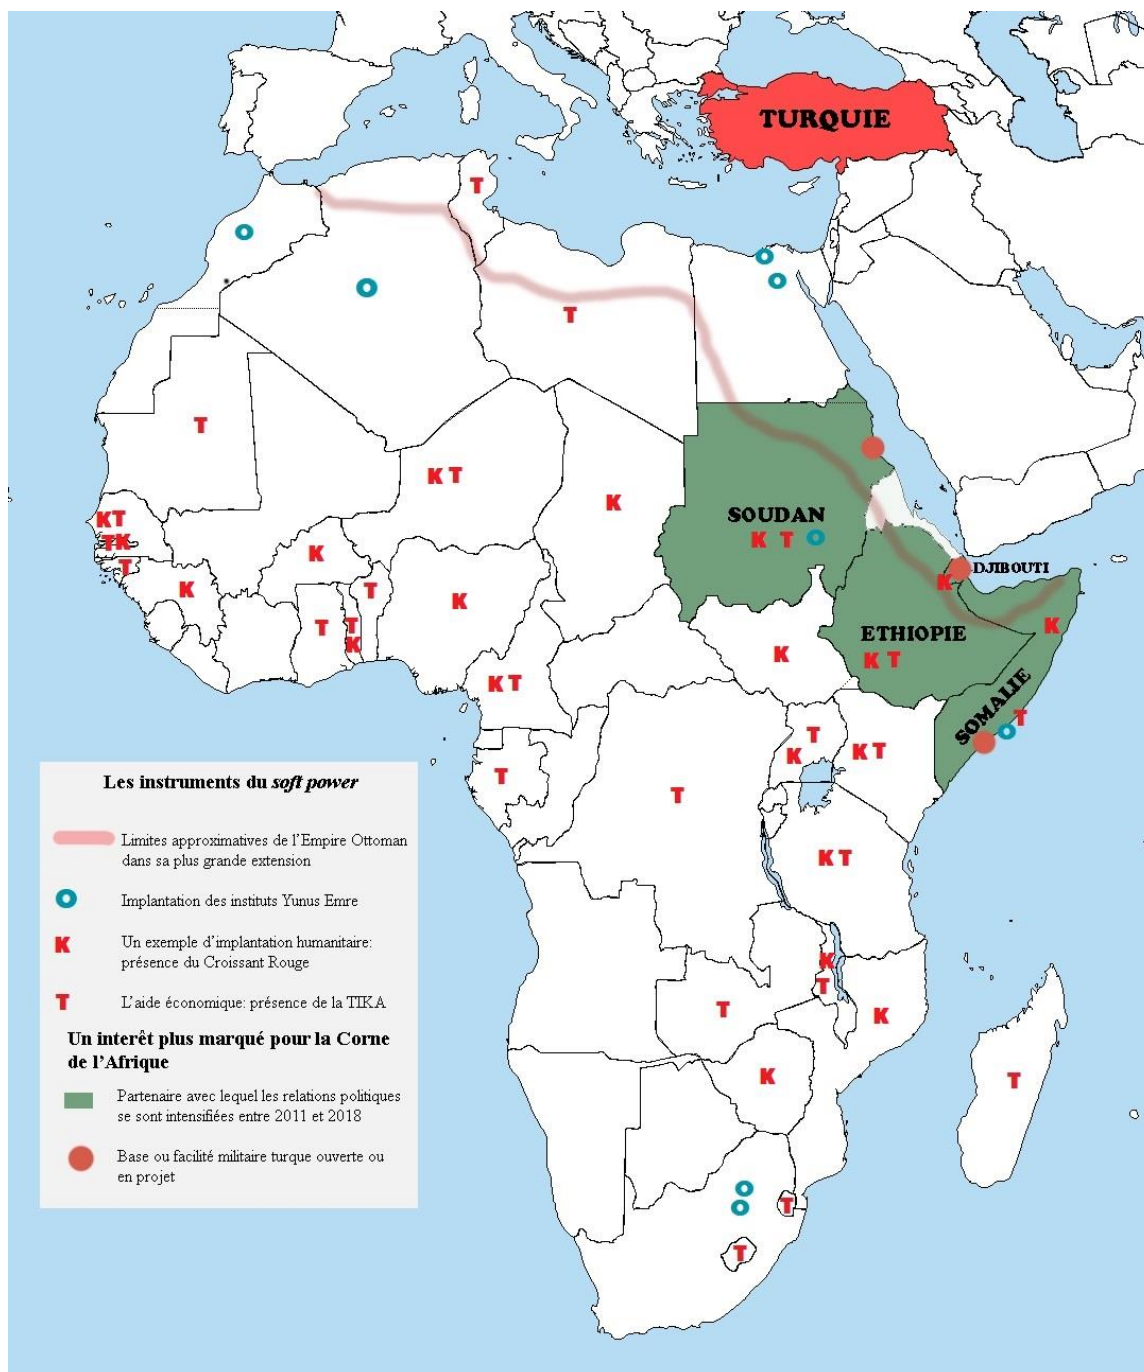 TURQUIE
T
T
T
K T
K
K T
SOUDAN
K T
TK
K
T
DJIBOUTI
K
K
T
K
T
K
T
ETHIOPIE
K
K
K T
K T
SOMALIE
T
T
K T
K
T
T
K T
K
T
T
K
K
T
T
T
Les instruments du soft power
Limites approximatives de l'Empire Ottoman
dans sa plus grande extension
Implantation des instituts Yunus Emre
K
Un exemple d'implantation humanitaire:
présence du Croissant Rouge
T
L'aide économique: présence de la TIKA
Un interêt plus marqué pour la Corne
de l'Afrique
Partenaire avec lequel les relations politiques
se sont intensifiées entre 2011 et 2018
Base ou facilité militaire turque ouverte ou
en projet